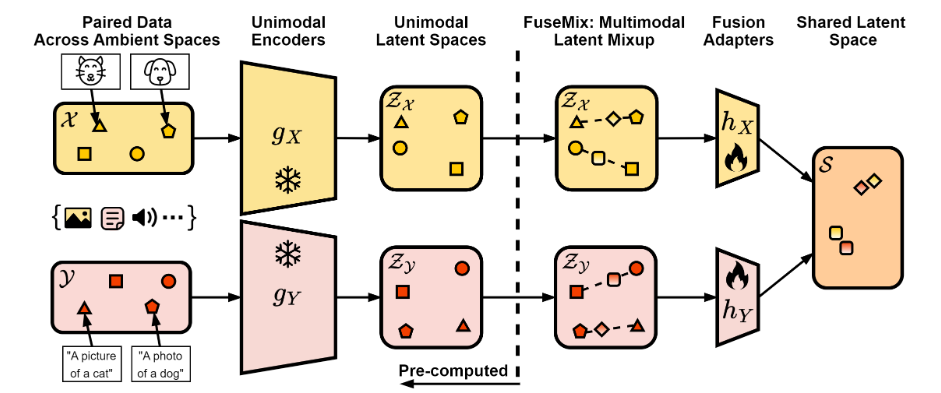 Paired Data
Across Ambient Spaces
Unimodal
Encoders
Unimodal
Latent Spaces
FuseMix: Multimodal
Latent Mixup
Fusion
Adapters
Shared Latent
Space
𝒳
g_X
𝒵_𝒳
𝒵_𝒳
h_X
𝒮
{ ... }
𝒴
g_Y
𝒵_𝒴
𝒵_𝒴
h_Y
"A picture
of a cat"
"A photo
of a dog"
Pre-computed